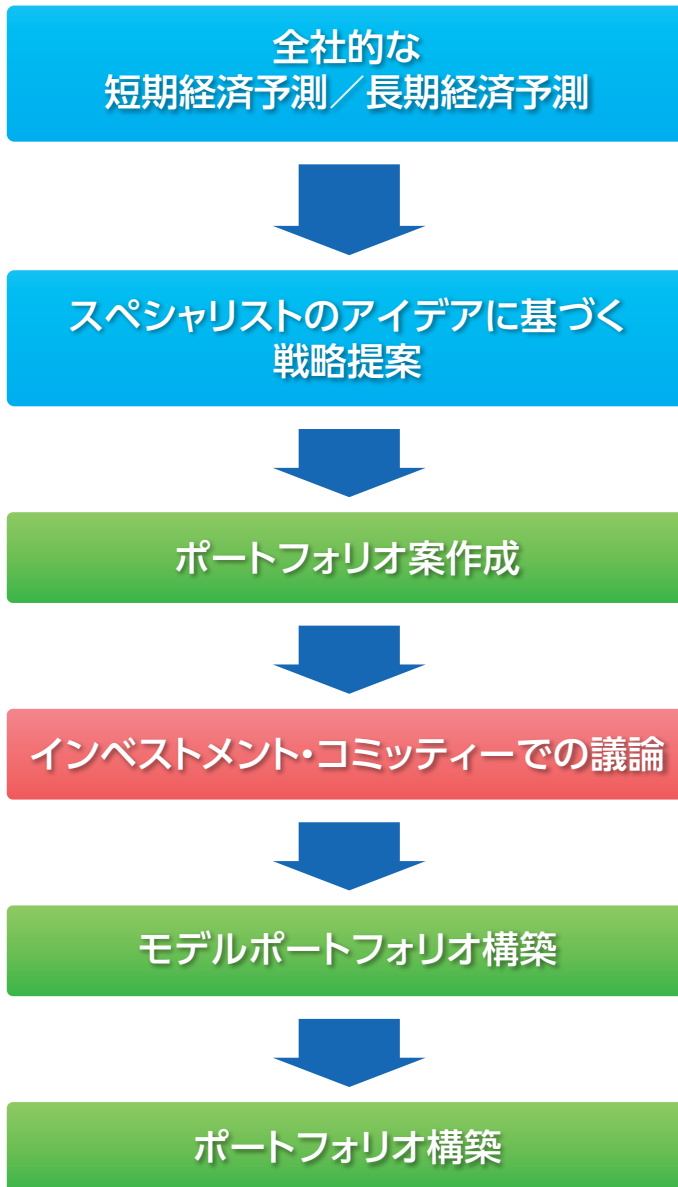 全社的な
短期経済予測／長期経済予測
スペシャリストのアイデアに基づく
戦略提案
ポートフォリオ案作成
インベストメント・コミッティーでの議論
モデルポートフォリオ構築
ポートフォリオ構築